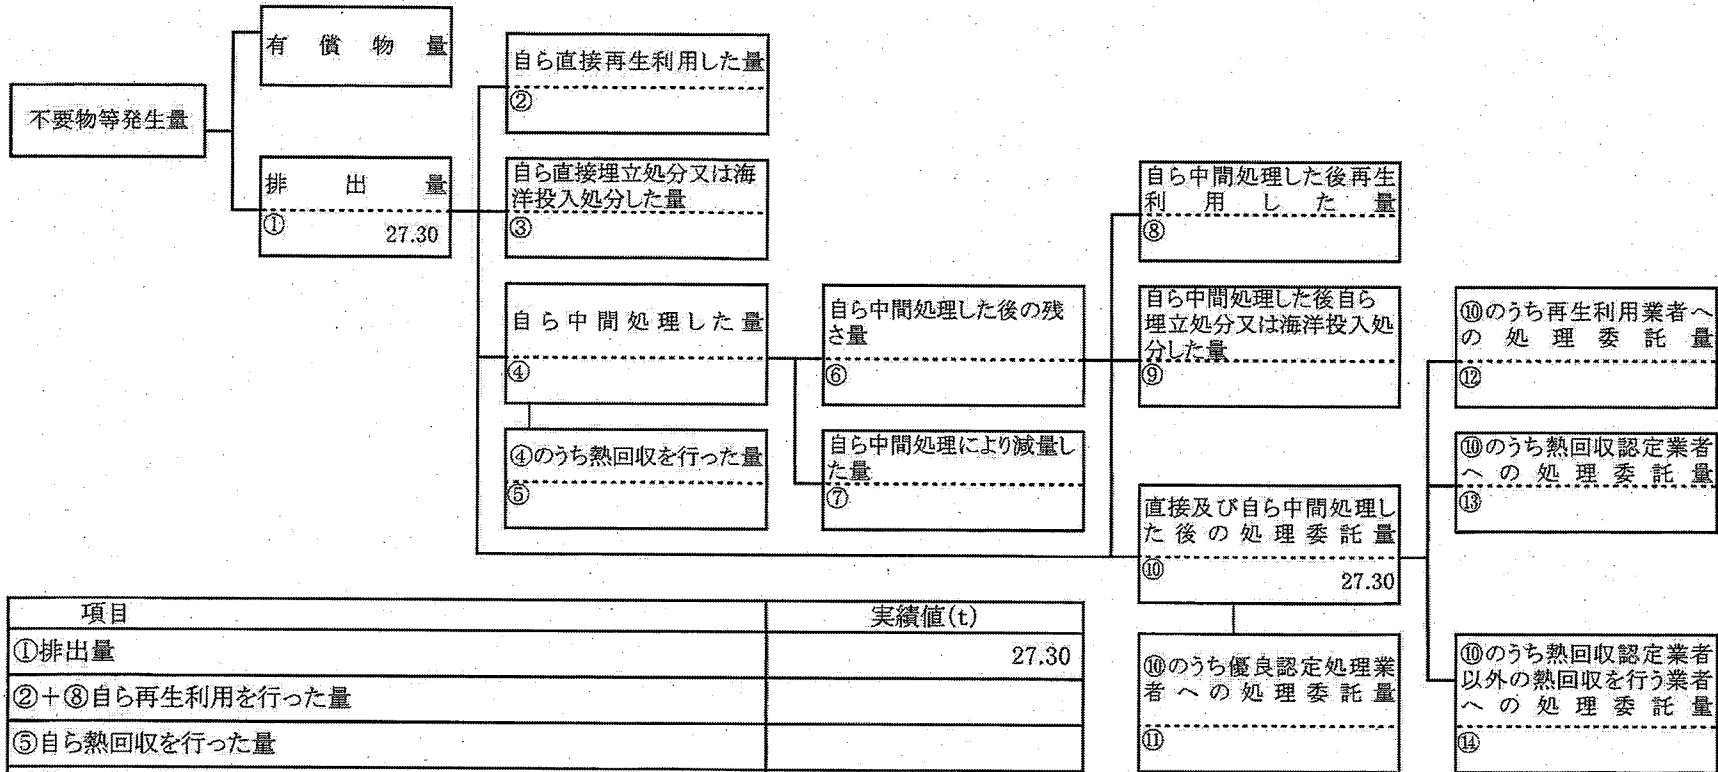 有償物量
不要物等発生量
排出量
①
27.30
自ら直接再生利用した量
②
自ら直接埋立処分又は海
洋投入処分した量
③
自ら中間処理した量
④
④のうち熱回収を行った量
⑤
自ら中間処理した後の残
さ量
⑥
自ら中間処理により減量し
た量
⑦
自ら中間処理した後再生
利用した量
⑧
自ら中間処理した後自ら
埋立処分又は海洋投入処
分した量
⑨
直接及び自ら中間処理し
た後の処理委託量
⑩
27.30
⑩のうち優良認定処理業
者への処理委託量
⑪
⑩のうち再生利用業者へ
の処理委託量
⑫
⑩のうち熱回収認定業者
への処理委託量
⑬
⑩のうち熱回収認定業者
以外の熱回収を行う業者
への処理委託量
⑭
項目 実績値(t)
①排出量 27.30
②+⑧自ら再生利用を行った量
⑤自ら熱回収を行った量